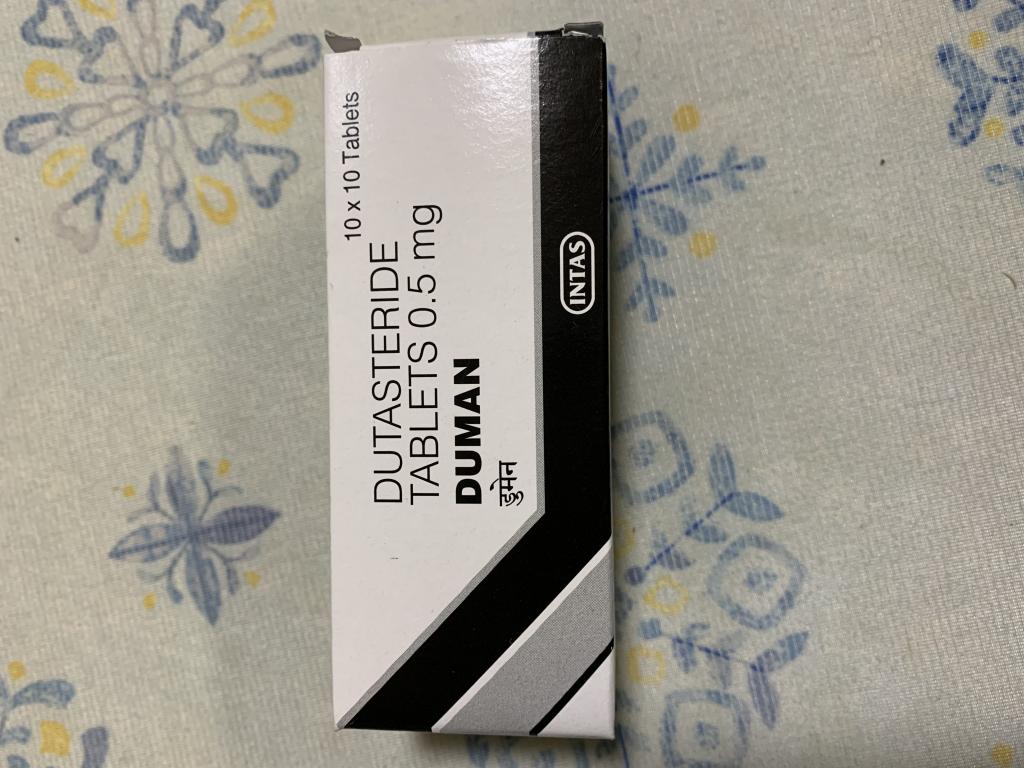 10 x 10 Tablets
DUTASTERIDE
TABLETS 0.5 mg
DUMAN
डुमेन
INTAS